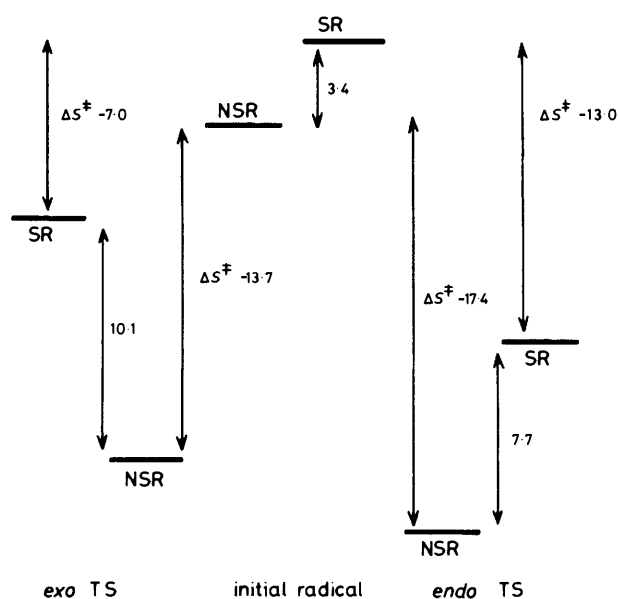 SR
3·4
ΔS‡ -7·0
NSR
ΔS‡ -13·0
SR
ΔS‡ -13·7
ΔS‡ -17·4
10·1
SR
7·7
NSR
NSR
exo TS initial radical endo TS